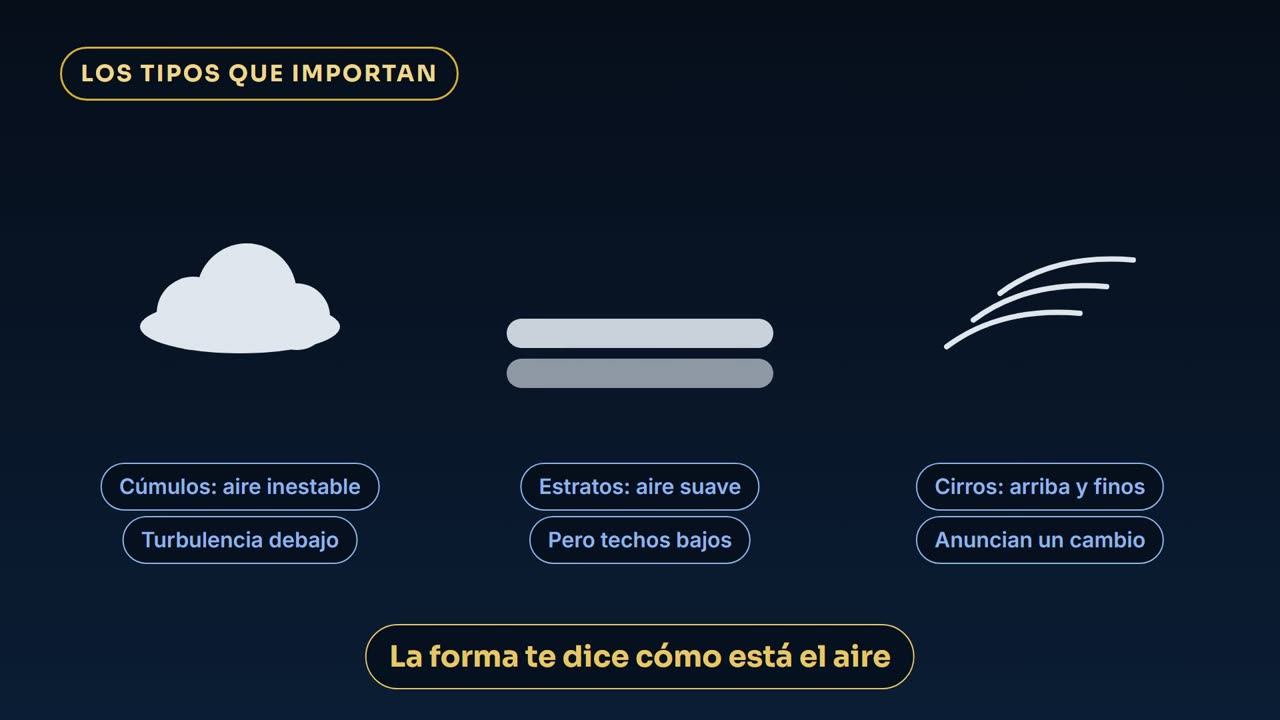 LOS TIPOS QUE IMPORTAN
Cúmulos: aire inestable
Turbulencia debajo
Estratos: aire suave
Pero techos bajos
Cirros: arriba y finos
Anuncian un cambio
La forma te dice cómo está el aire